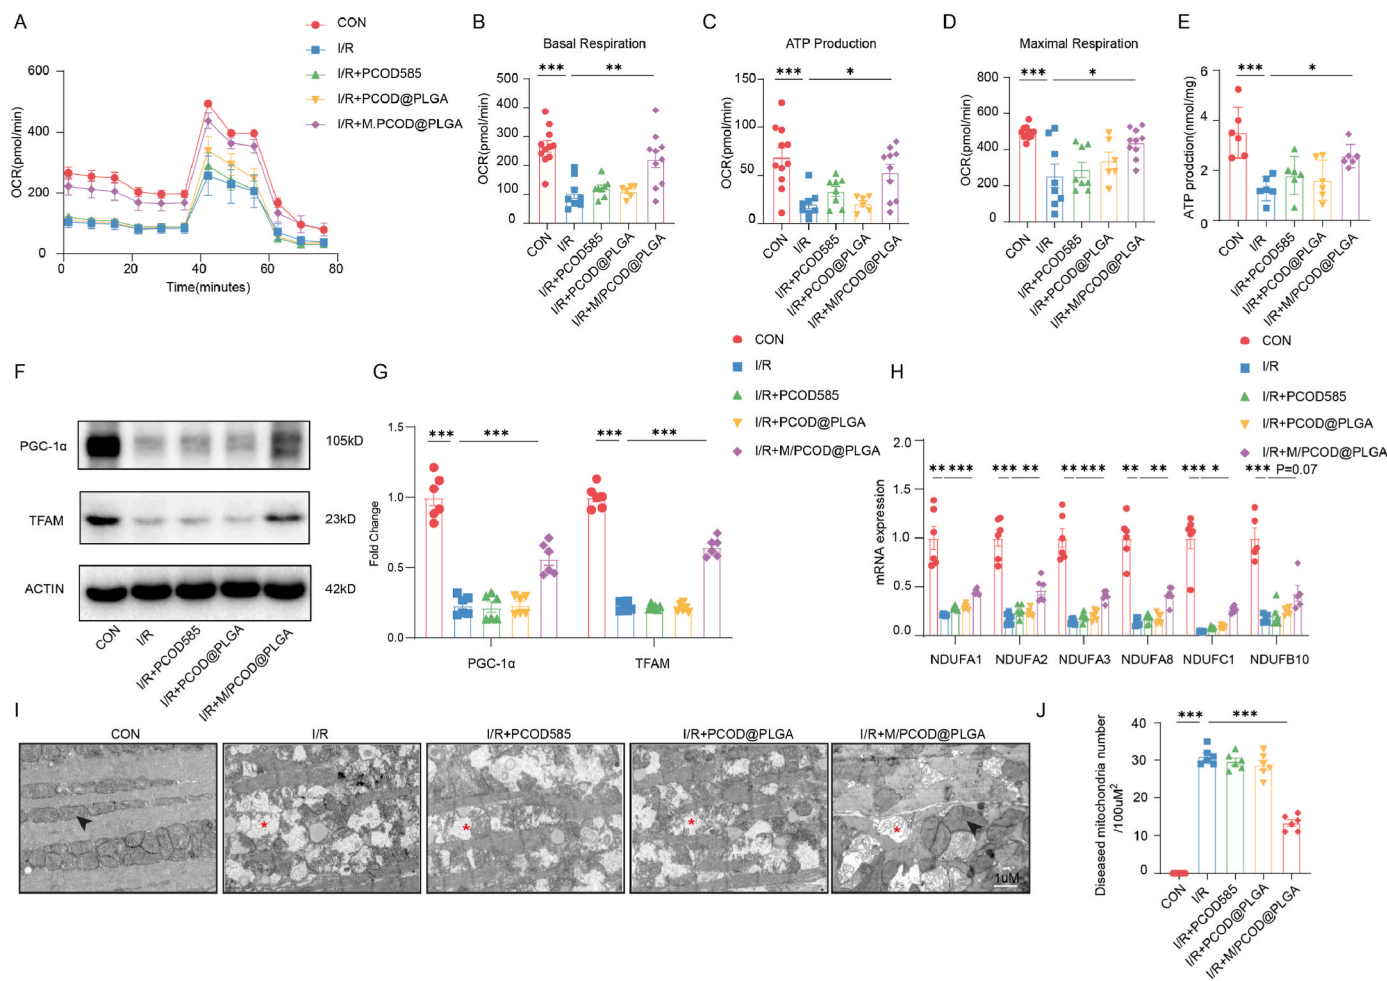 A
CON
I/R
I/R+PCOD585
I/R+PCOD@PLGA
I/R+M.PCOD@PLGA
OCR(pmol/min)
600
400
200
0
0
20
40
60
80
Time(minutes)
B
Basal Respiration
***
**
OCR(pmol/min)
500
400
300
200
100
0
CON
I/R
I/R+PCOD585
I/R+PCOD@PLGA
I/R+M/PCOD@PLGA
C
ATP Production
***
*
OCR(pmol/min)
150
100
50
0
CON
I/R
I/R+PCOD585
I/R+PCOD@PLGA
I/R+M/PCOD@PLGA
D
Maximal Respiration
***
*
OCR(pmol/min)
800
600
400
200
0
CON
I/R
I/R+PCOD585
I/R+PCOD@PLGA
I/R+M/PCOD@PLGA
E
***
*
ATP proction(nmol/mg)
6
4
2
0
CON
I/R
I/R+PCOD585
I/R+PCOD@PLGA
I/R+M/PCOD@PLGA
F
PGC-1α
105kD
TFAM
23kD
ACTIN
42kD
CON
I/R
I/R+PCOD585
I/R+PCOD@PLGA
I/R+M/PCOD@PLGA
G
CON
I/R
I/R+PCOD585
I/R+PCOD@PLGA
I/R+M/PCOD@PLGA
*** *** *** ***
Fold Change
1.5
1.0
0.5
0.0
PGC-1α
TFAM
H
CON
I/R
I/R+PCOD585
I/R+PCOD@PLGA
I/R+M/PCOD@PLGA
** *** *** ** ** *** ** ** *** * *** P=0.07
mRNA expression
2.0
1.5
1.0
0.5
0.0
NDUFA1
NDUFA2
NDUFA3
NDUFA8
NDUFC1
NDUFB10
I
CON
I/R
I/R+PCOD585
I/R+PCOD@PLGA
I/R+M/PCOD@PLGA
*
*
*
*
1uM
J
***
***
Diseased mitochondria number
/100uM²
40
30
20
10
0
CON
I/R
I/R+PCOD585
I/R+PCOD@PLGA
I/R+M/PCOD@PLGA